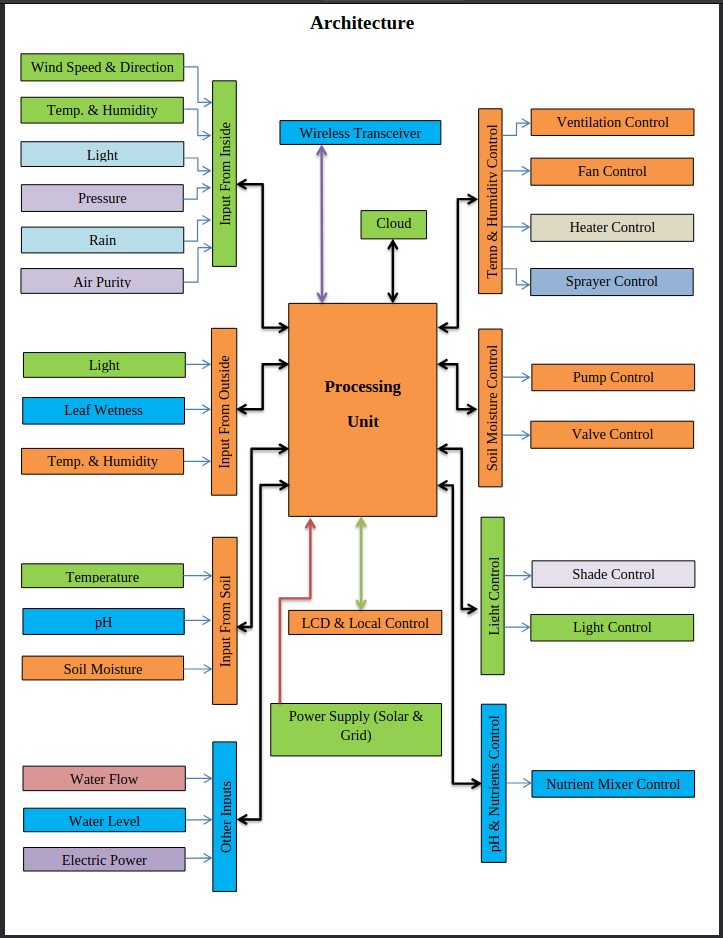 Architecture
Wind Speed & Direction
Temp. & Humidity
Light
Pressure
Rain
Air Purity
Input From Inside
Wireless Transceiver
Cloud
Temp & Humidity Control
Ventilation Control
Fan Control
Heater Control
Sprayer Control
Light
Leaf Wetness
Temp. & Humidity
Input From Outside
Processing
Unit
Soil Moisture Control
Pump Control
Valve Control
Temperature
pH
Soil Moisture
Input From Soil
LCD & Local Control
Light Control
Shade Control
Light Control
Power Supply (Solar &
Grid)
Water Flow
Water Level
Electric Power
Other Inputs
pH & Nutrients Control
Nutrient Mixer Control